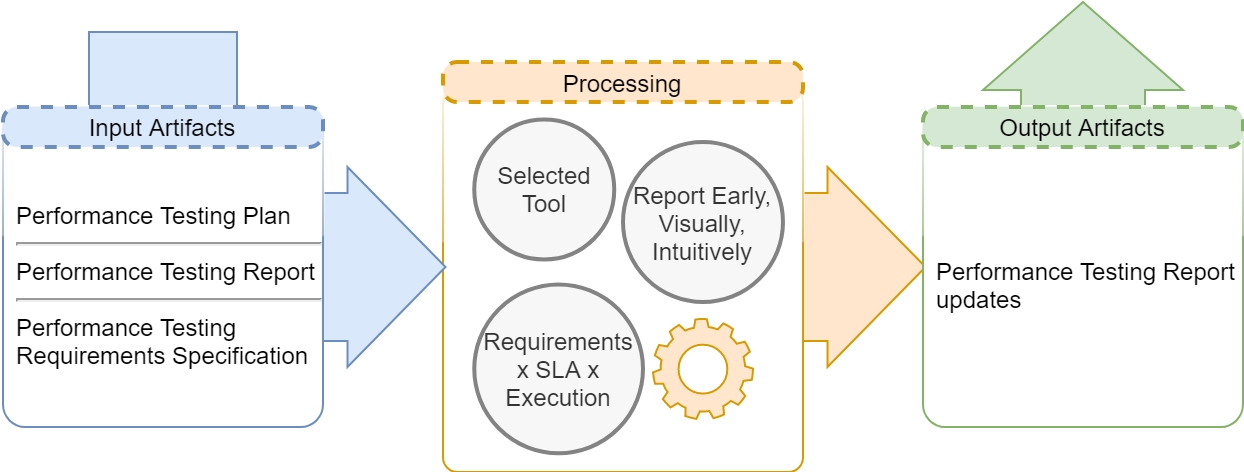 Input Artifacts
Performance Testing Plan
Performance Testing Report
Performance Testing
Requirements Specification
Processing
Selected
Tool
Report Early,
Visually,
Intuitively
Requirements
x SLA x
Execution
Output Artifacts
Performance Testing Report
updates